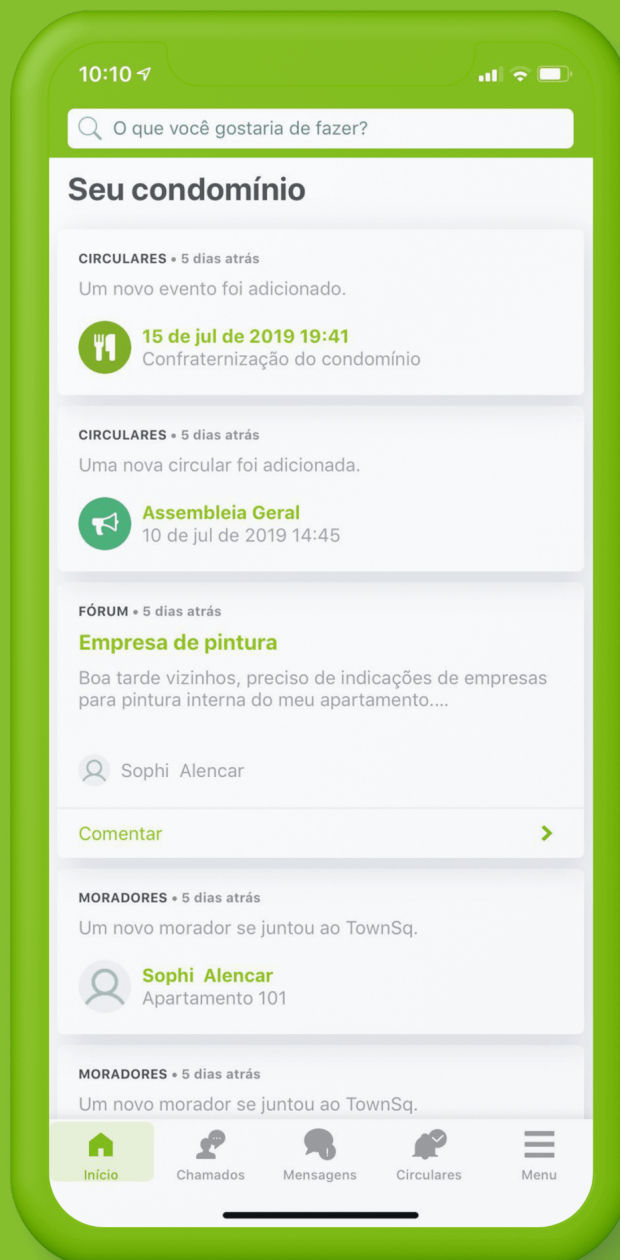 10:10
O que você gostaria de fazer?
Seu condomínio
CIRCULARES • 5 dias atrás
Um novo evento foi adicionado.
15 de jul de 2019 19:41
Confraternização do condomínio
CIRCULARES • 5 dias atrás
Uma nova circular foi adicionada.
Assembleia Geral
10 de jul de 2019 14:45
FÓRUM • 5 dias atrás
Empresa de pintura
Boa tarde vizinhos, preciso de indicações de empresas
para pintura interna do meu apartamento....
Sophi Alencar
Comentar
MORADORES • 5 dias atrás
Um novo morador se juntou ao TownSq.
Sophi Alencar
Apartamento 101
MORADORES • 5 dias atrás
Um novo morador se juntou ao TownSq.
Início
Chamados
Mensagens
Circulares
Menu